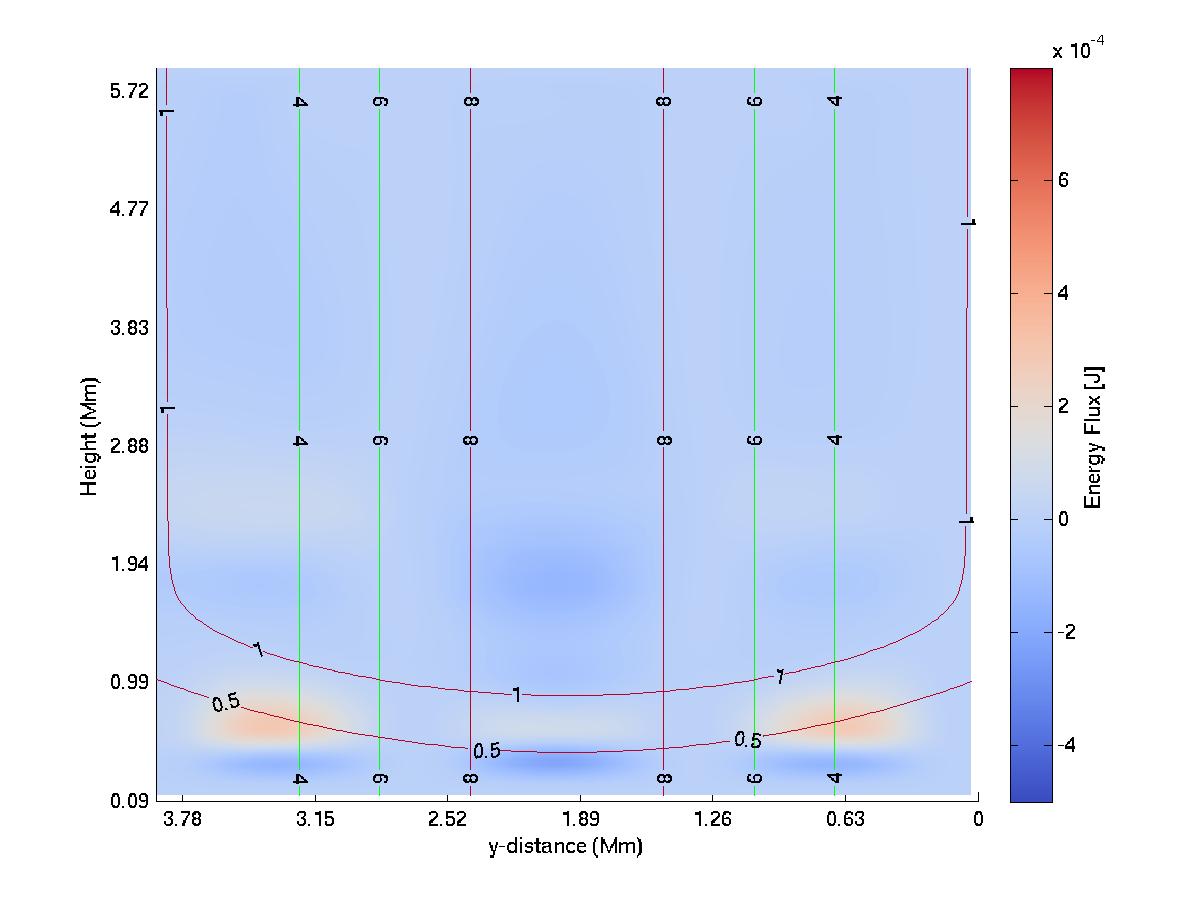 x 10⁻⁴
5.72
4.77
3.83
2.88
1.94
0.99
0.09
Height (Mm)
3.78 3.15 2.52 1.89 1.26 0.63 0
y-distance (Mm)
1 4 6 8 8 6 4
1
1 4 6 8 8 6 4
1
1 1 1
0.5 0.5 0.5
4 6 8 8 6 4
6
4
2
0
-2
-4
Energy Flux [J]